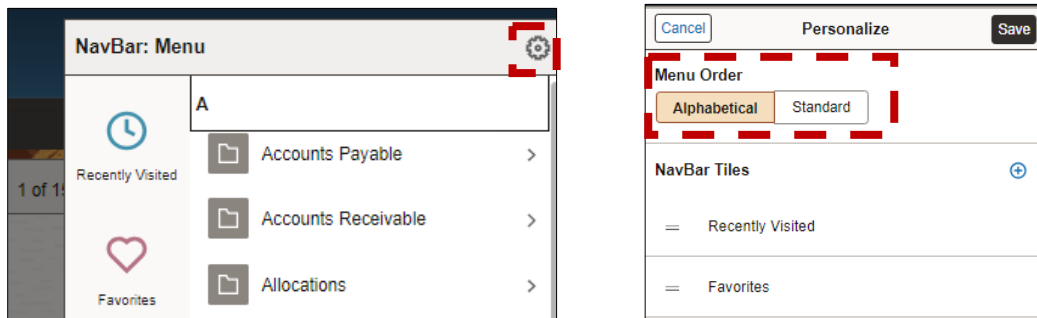 NavBar: Menu
A
Recently Visited
Accounts Payable
Accounts Receivable
Allocations
Favorites
1 of 15
Cancel
Personalize
Save
Menu Order
Alphabetical
Standard
NavBar Tiles
Recently Visited
Favorites